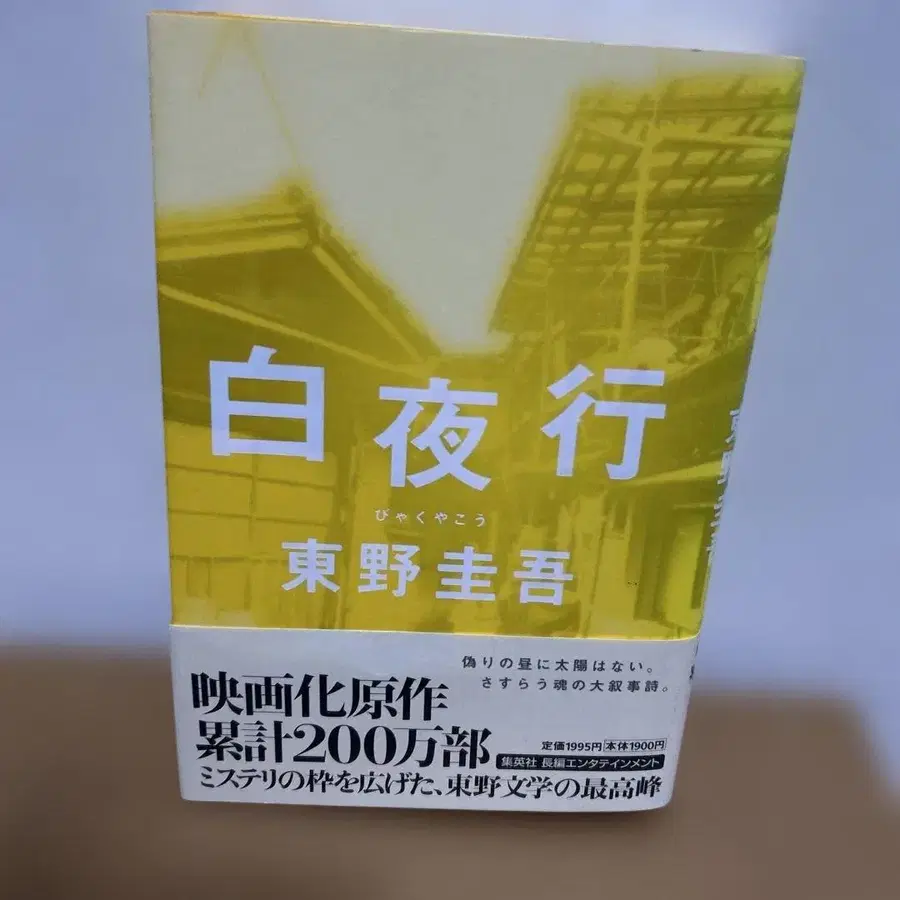 白夜行
びゃくやこう
東野圭吾
偽りの昼に太陽はない。
さすらう魂の大叙事詩。
映画化原作
累計200万部
定価1995円 本体1900円
集英社 長編エンタテインメント
ミステリの枠を広げた、東野文学の最高峰
東野圭吾